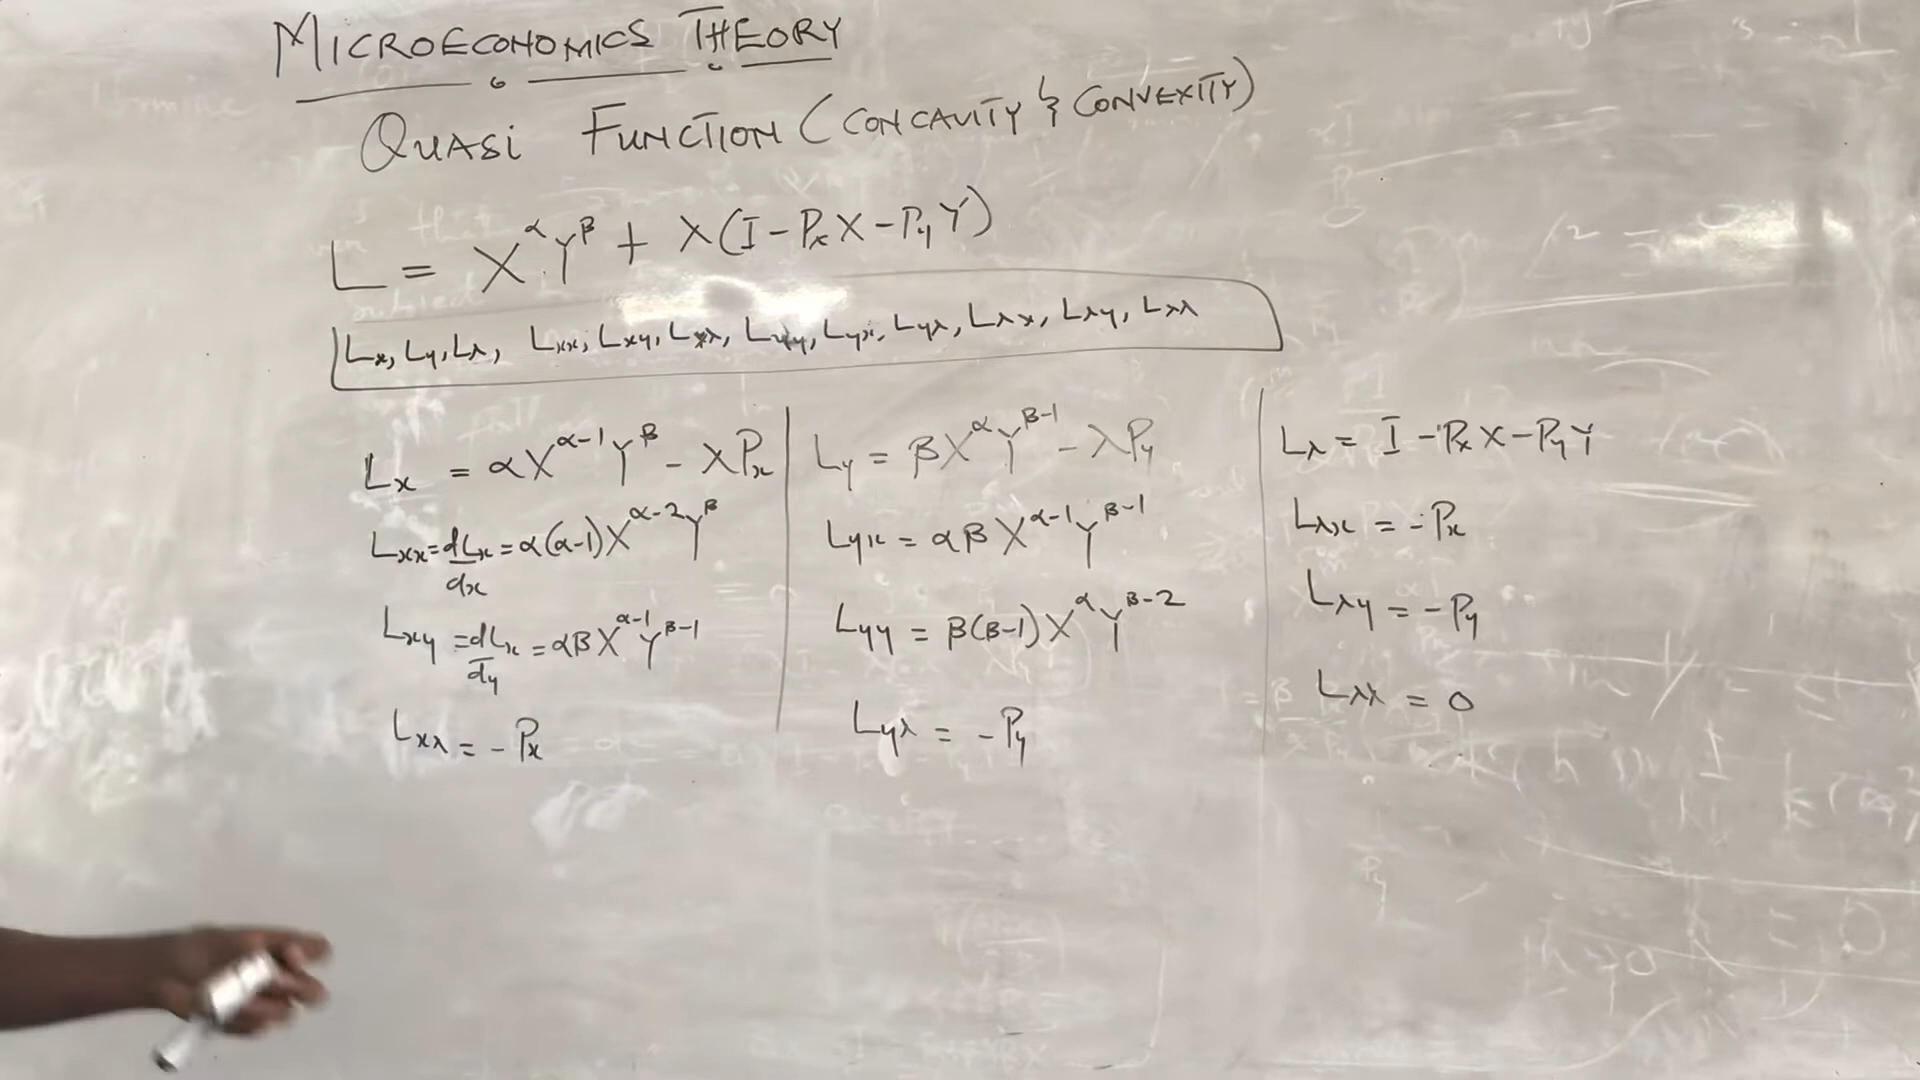 MICROECONOMICS THEORY
QUASI FUNCTION (CONCAVITY & CONVEXITY)
L = X^α Y^β + λ(I - PxX - PyY)
Lx, Ly, Lλ, Lxx, Lxy, Lxλ, Lyy, Lyx, Lyλ, Lλx, Lλy, Lλλ
Lx = αX^(α-1) Y^β - λPx
Lxx = dLx/dx = α(α-1)X^(α-2) Y^β
Lxy = dLx/dy = αβX^(α-1) Y^(β-1)
Lxλ = -Px
Ly = βX^α Y^(β-1) - λPy
Lyx = αβX^(α-1) Y^(β-1)
Lyy = β(β-1)X^α Y^(β-2)
Lyλ = -Py
Lλ = I - PxX - PyY
Lλx = -Px
Lλy = -Py
Lλλ = 0